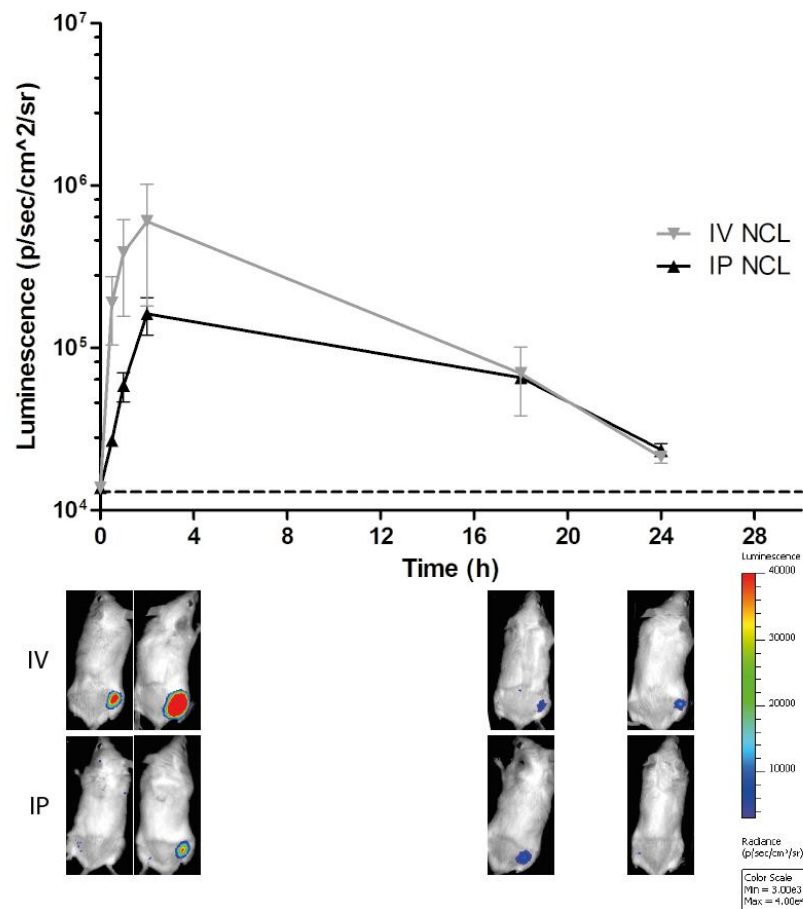 10^7
10^6
10^5
10^4
Luminescence (p/sec/cm^2/sr)
IV NCL
IP NCL
0 4 8 12 16 20 24 28
Time (h)
IV
IP
Luminescence
40000
30000
20000
10000
Radiance
(p/sec/cm²/sr)
Color Scale
Min = 3.00e3
Max = 4.00e4